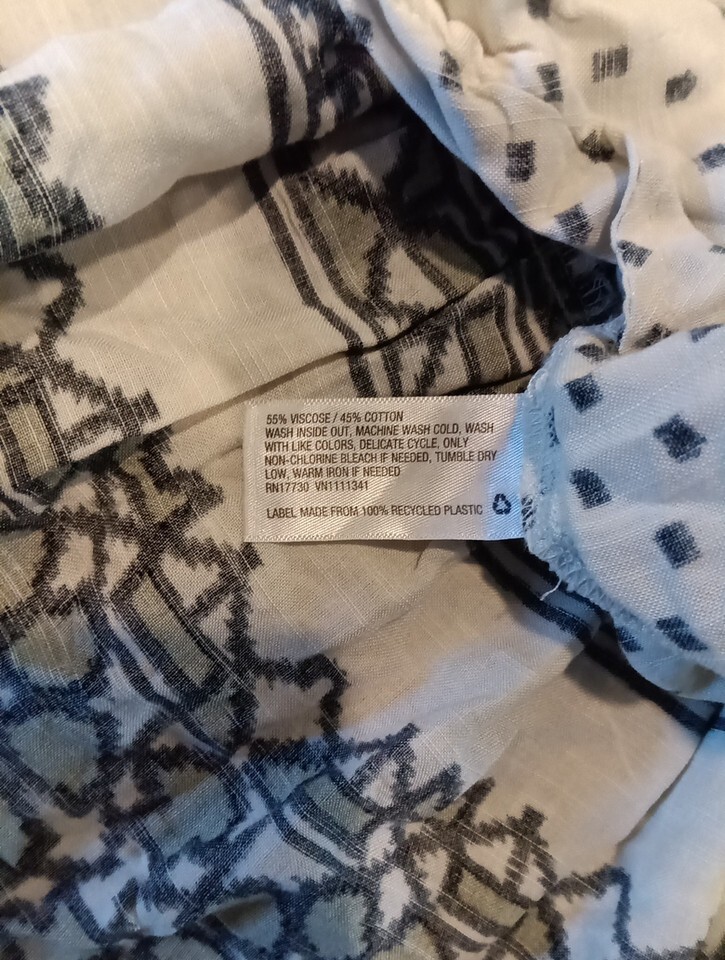 55% VISCOSE / 45% COTTON
WASH INSIDE OUT, MACHINE WASH COLD, WASH
WITH LIKE COLORS, DELICATE CYCLE, ONLY
NON-CHLORINE BLEACH IF NEEDED, TUMBLE DRY
LOW, WARM IRON IF NEEDED
RN17730 VN1111341
LABEL MADE FROM 100% RECYCLED PLASTIC